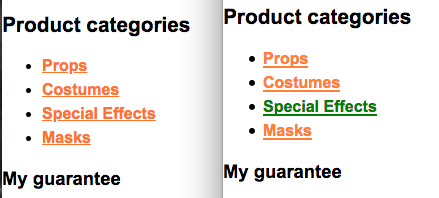 Product categories
Props
Costumes
Special Effects
Masks
My guarantee
Product categories
Props
Costumes
Special Effects
Masks
My guarantee